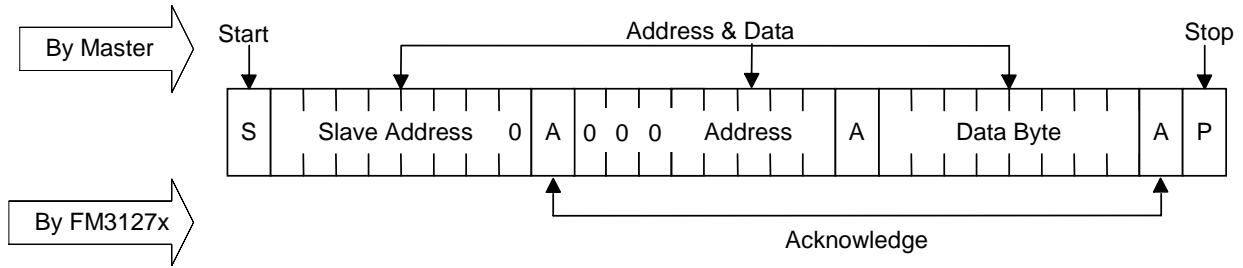 By Master
Start
Address & Data
Stop
S Slave Address 0 A 0 0 0 Address A Data Byte A P
By FM3127x
Acknowledge